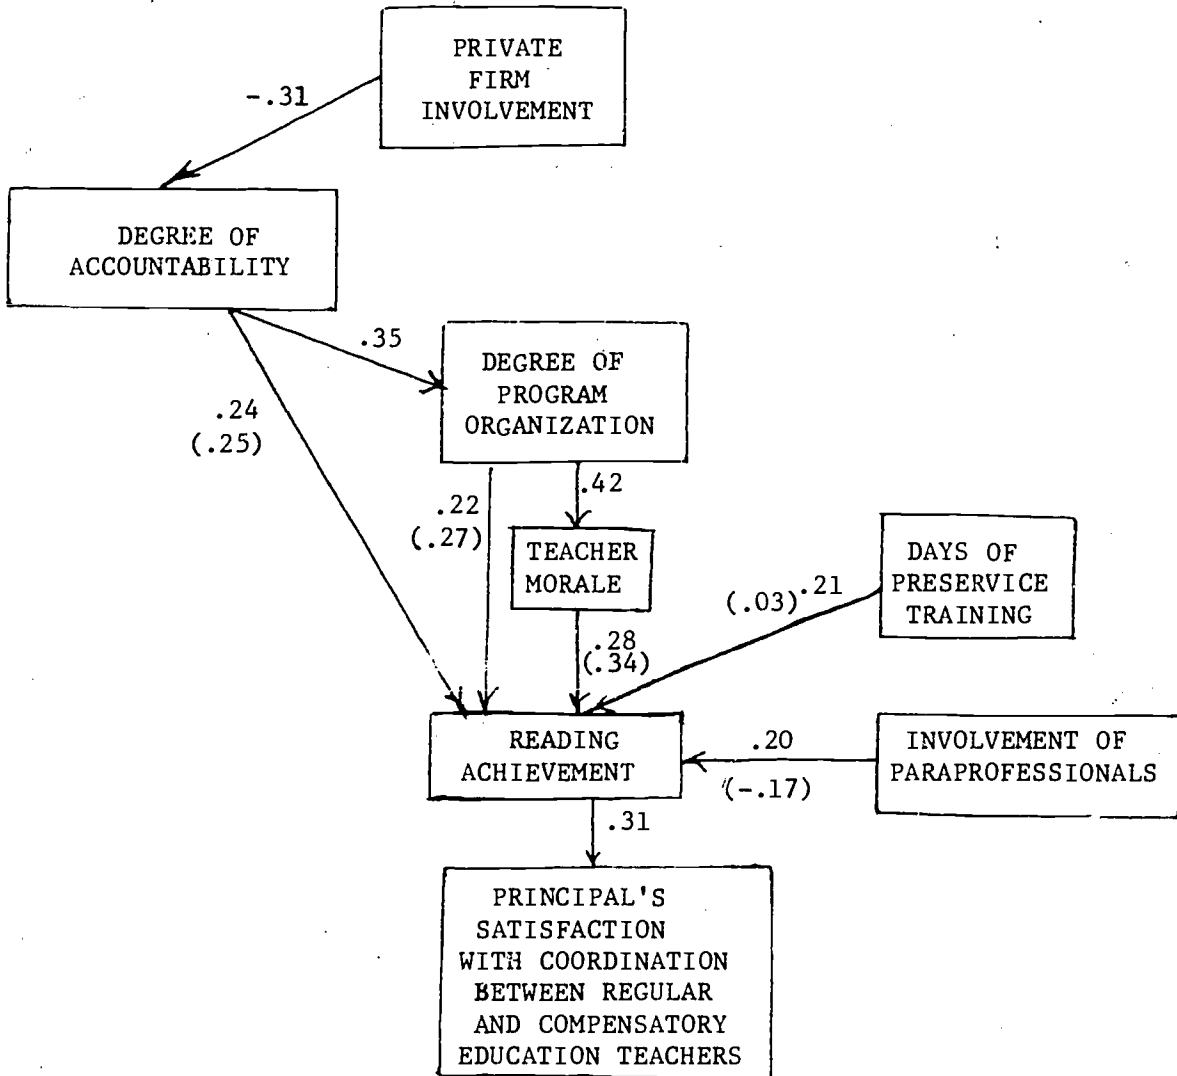 PRIVATE
FIRM
INVOLVEMENT
-.31
DEGREE OF
ACCOUNTABILITY
.35
DEGREE OF
PROGRAM
ORGANIZATION
.24
(.25)
.22
(.27)
.42
TEACHER
MORALE
DAYS OF
PRESERVICE
TRAINING
(.03) .21
.28
(.34)
READING
ACHIEVEMENT
.20
(-.17)
INVOLVEMENT OF
PARAPROFESSIONALS
.31
PRINCIPAL'S
SATISFACTION
WITH COORDINATION
BETWEEN REGULAR
AND COMPENSATORY
EDUCATION TEACHERS